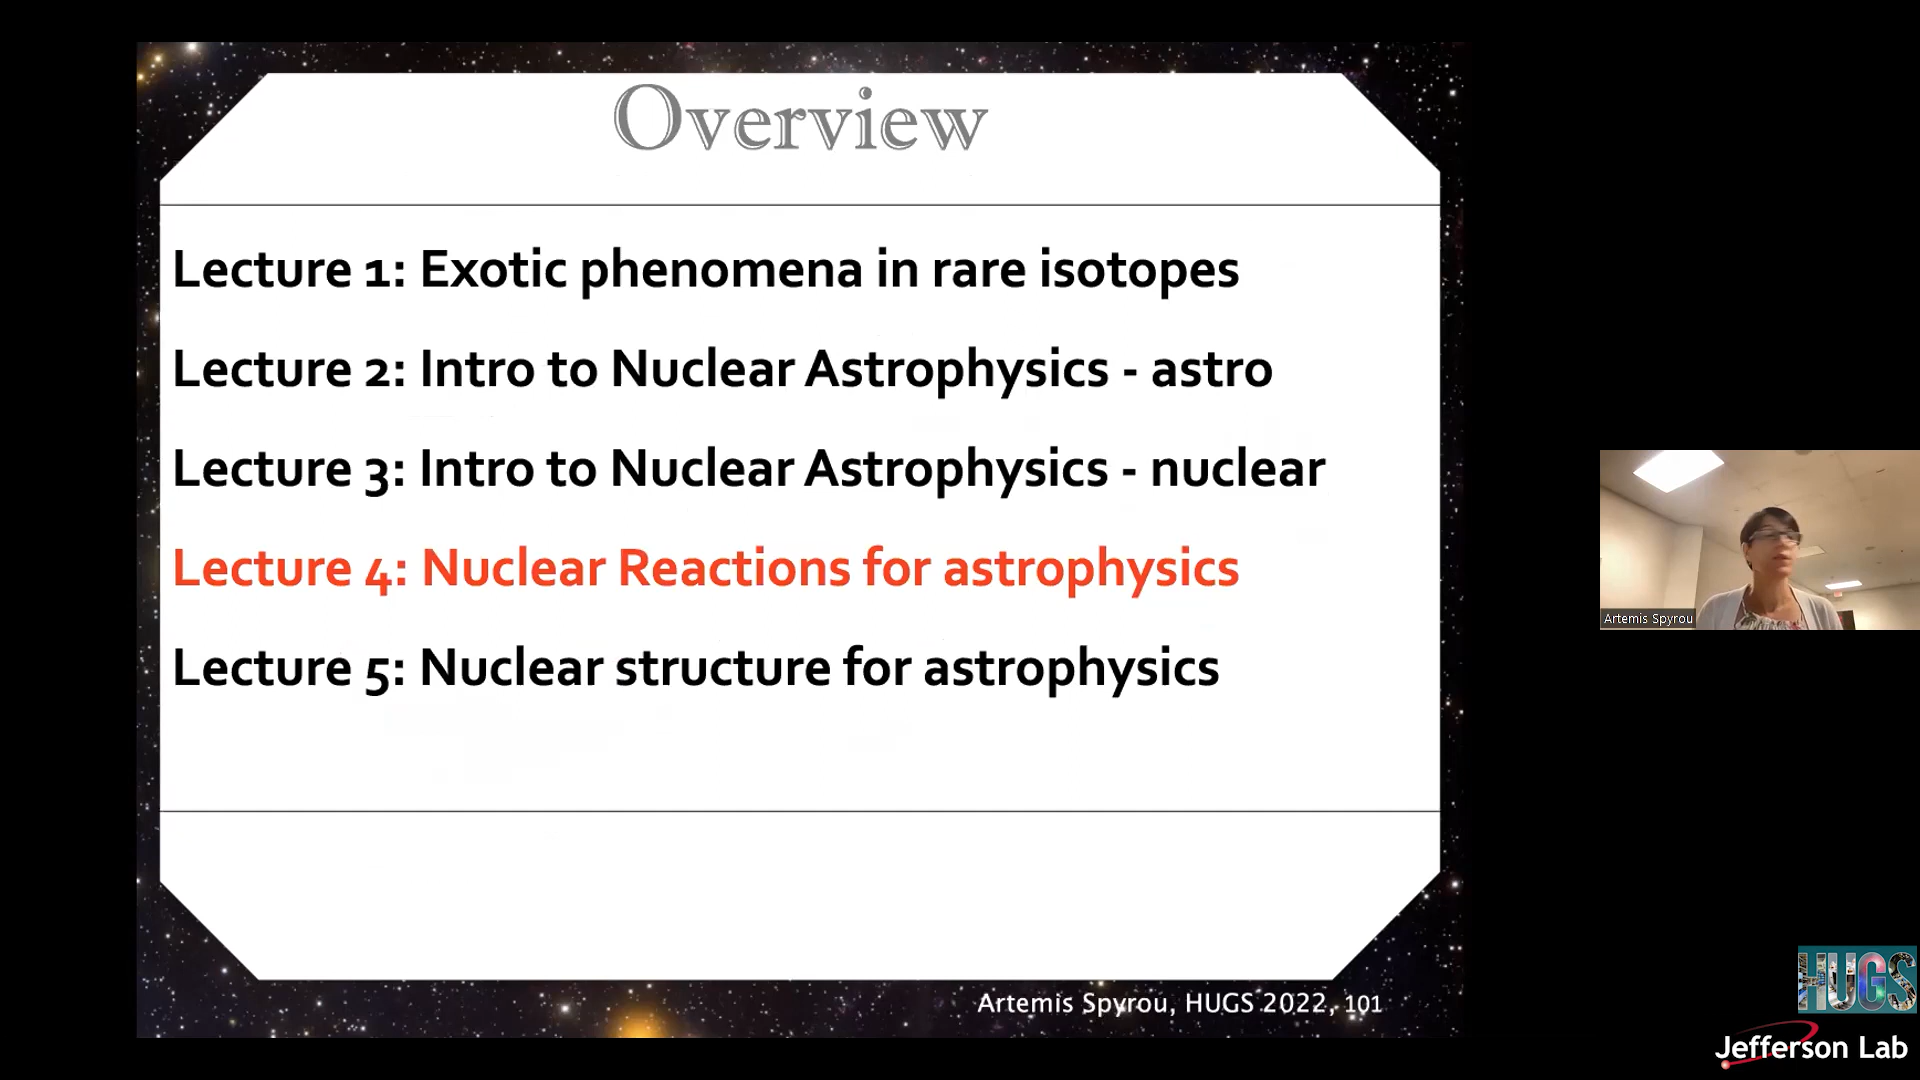 Overview
Lecture 1: Exotic phenomena in rare isotopes
Lecture 2: Intro to Nuclear Astrophysics - astro
Lecture 3: Intro to Nuclear Astrophysics - nuclear
Lecture 4: Nuclear Reactions for astrophysics
Lecture 5: Nuclear structure for astrophysics
Artemis Spyrou, HUGS 2022, 101
Artemis Spyrou
HUGS
Jefferson Lab